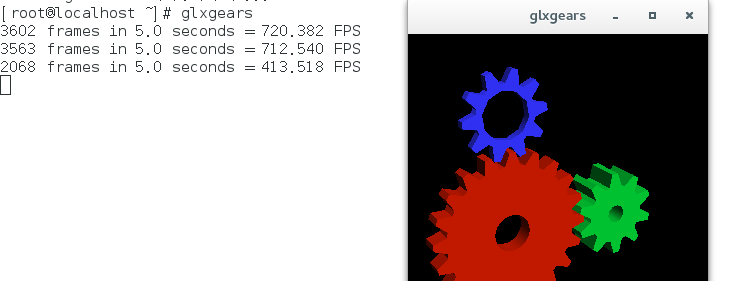 [root@localhost ~]# glxgears
3602 frames in 5.0 seconds = 720.382 FPS
3563 frames in 5.0 seconds = 712.540 FPS
2068 frames in 5.0 seconds = 413.518 FPS
glxgears